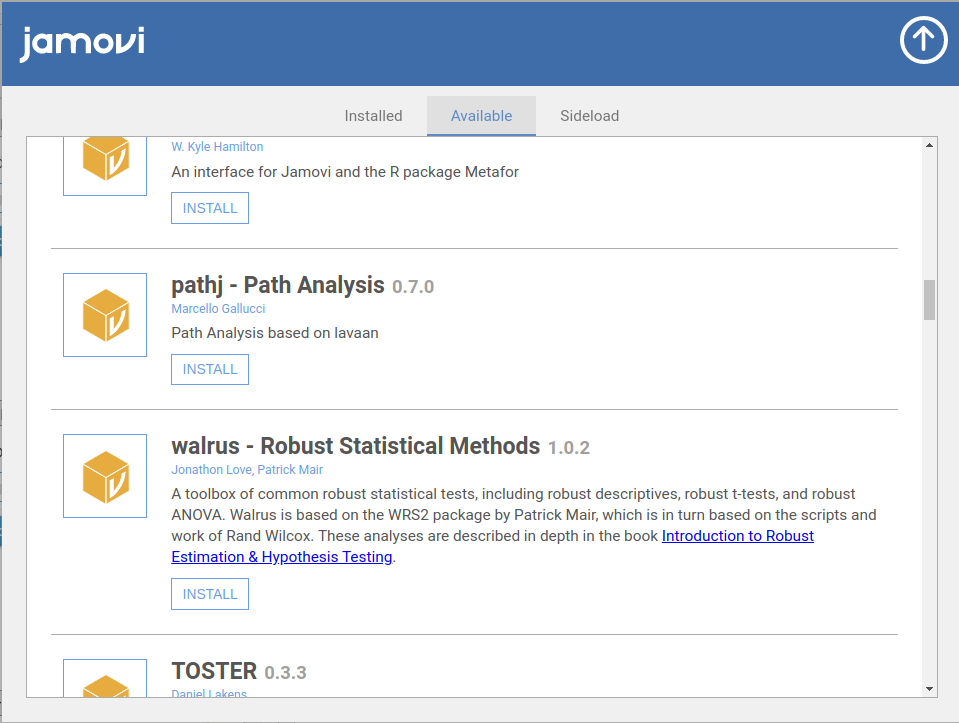 jamovi
Installed
Available
Sideload
W. Kyle Hamilton
An interface for Jamovi and the R package Metafor
INSTALL
pathj - Path Analysis 0.7.0
Marcello Gallucci
Path Analysis based on lavaan
INSTALL
walrus - Robust Statistical Methods 1.0.2
Jonathon Love, Patrick Mair
A toolbox of common robust statistical tests, including robust descriptives, robust t-tests, and robust
ANOVA. Walrus is based on the WRS2 package by Patrick Mair, which is in turn based on the scripts and
work of Rand Wilcox. These analyses are described in depth in the book Introduction to Robust
Estimation & Hypothesis Testing.
INSTALL
TOSTER 0.3.3
Daniel Lakens